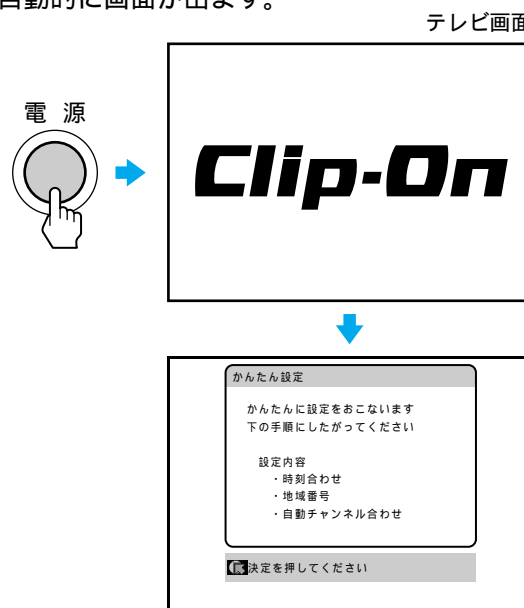 自動的に画面が出ます。
テレビ画面
電源
Clip-On
かんたん設定
かんたんに設定をおこないます
下の手順にしたがってください
設定内容
・時刻合わせ
・地域番号
・自動チャンネル合わせ
決定を押してください